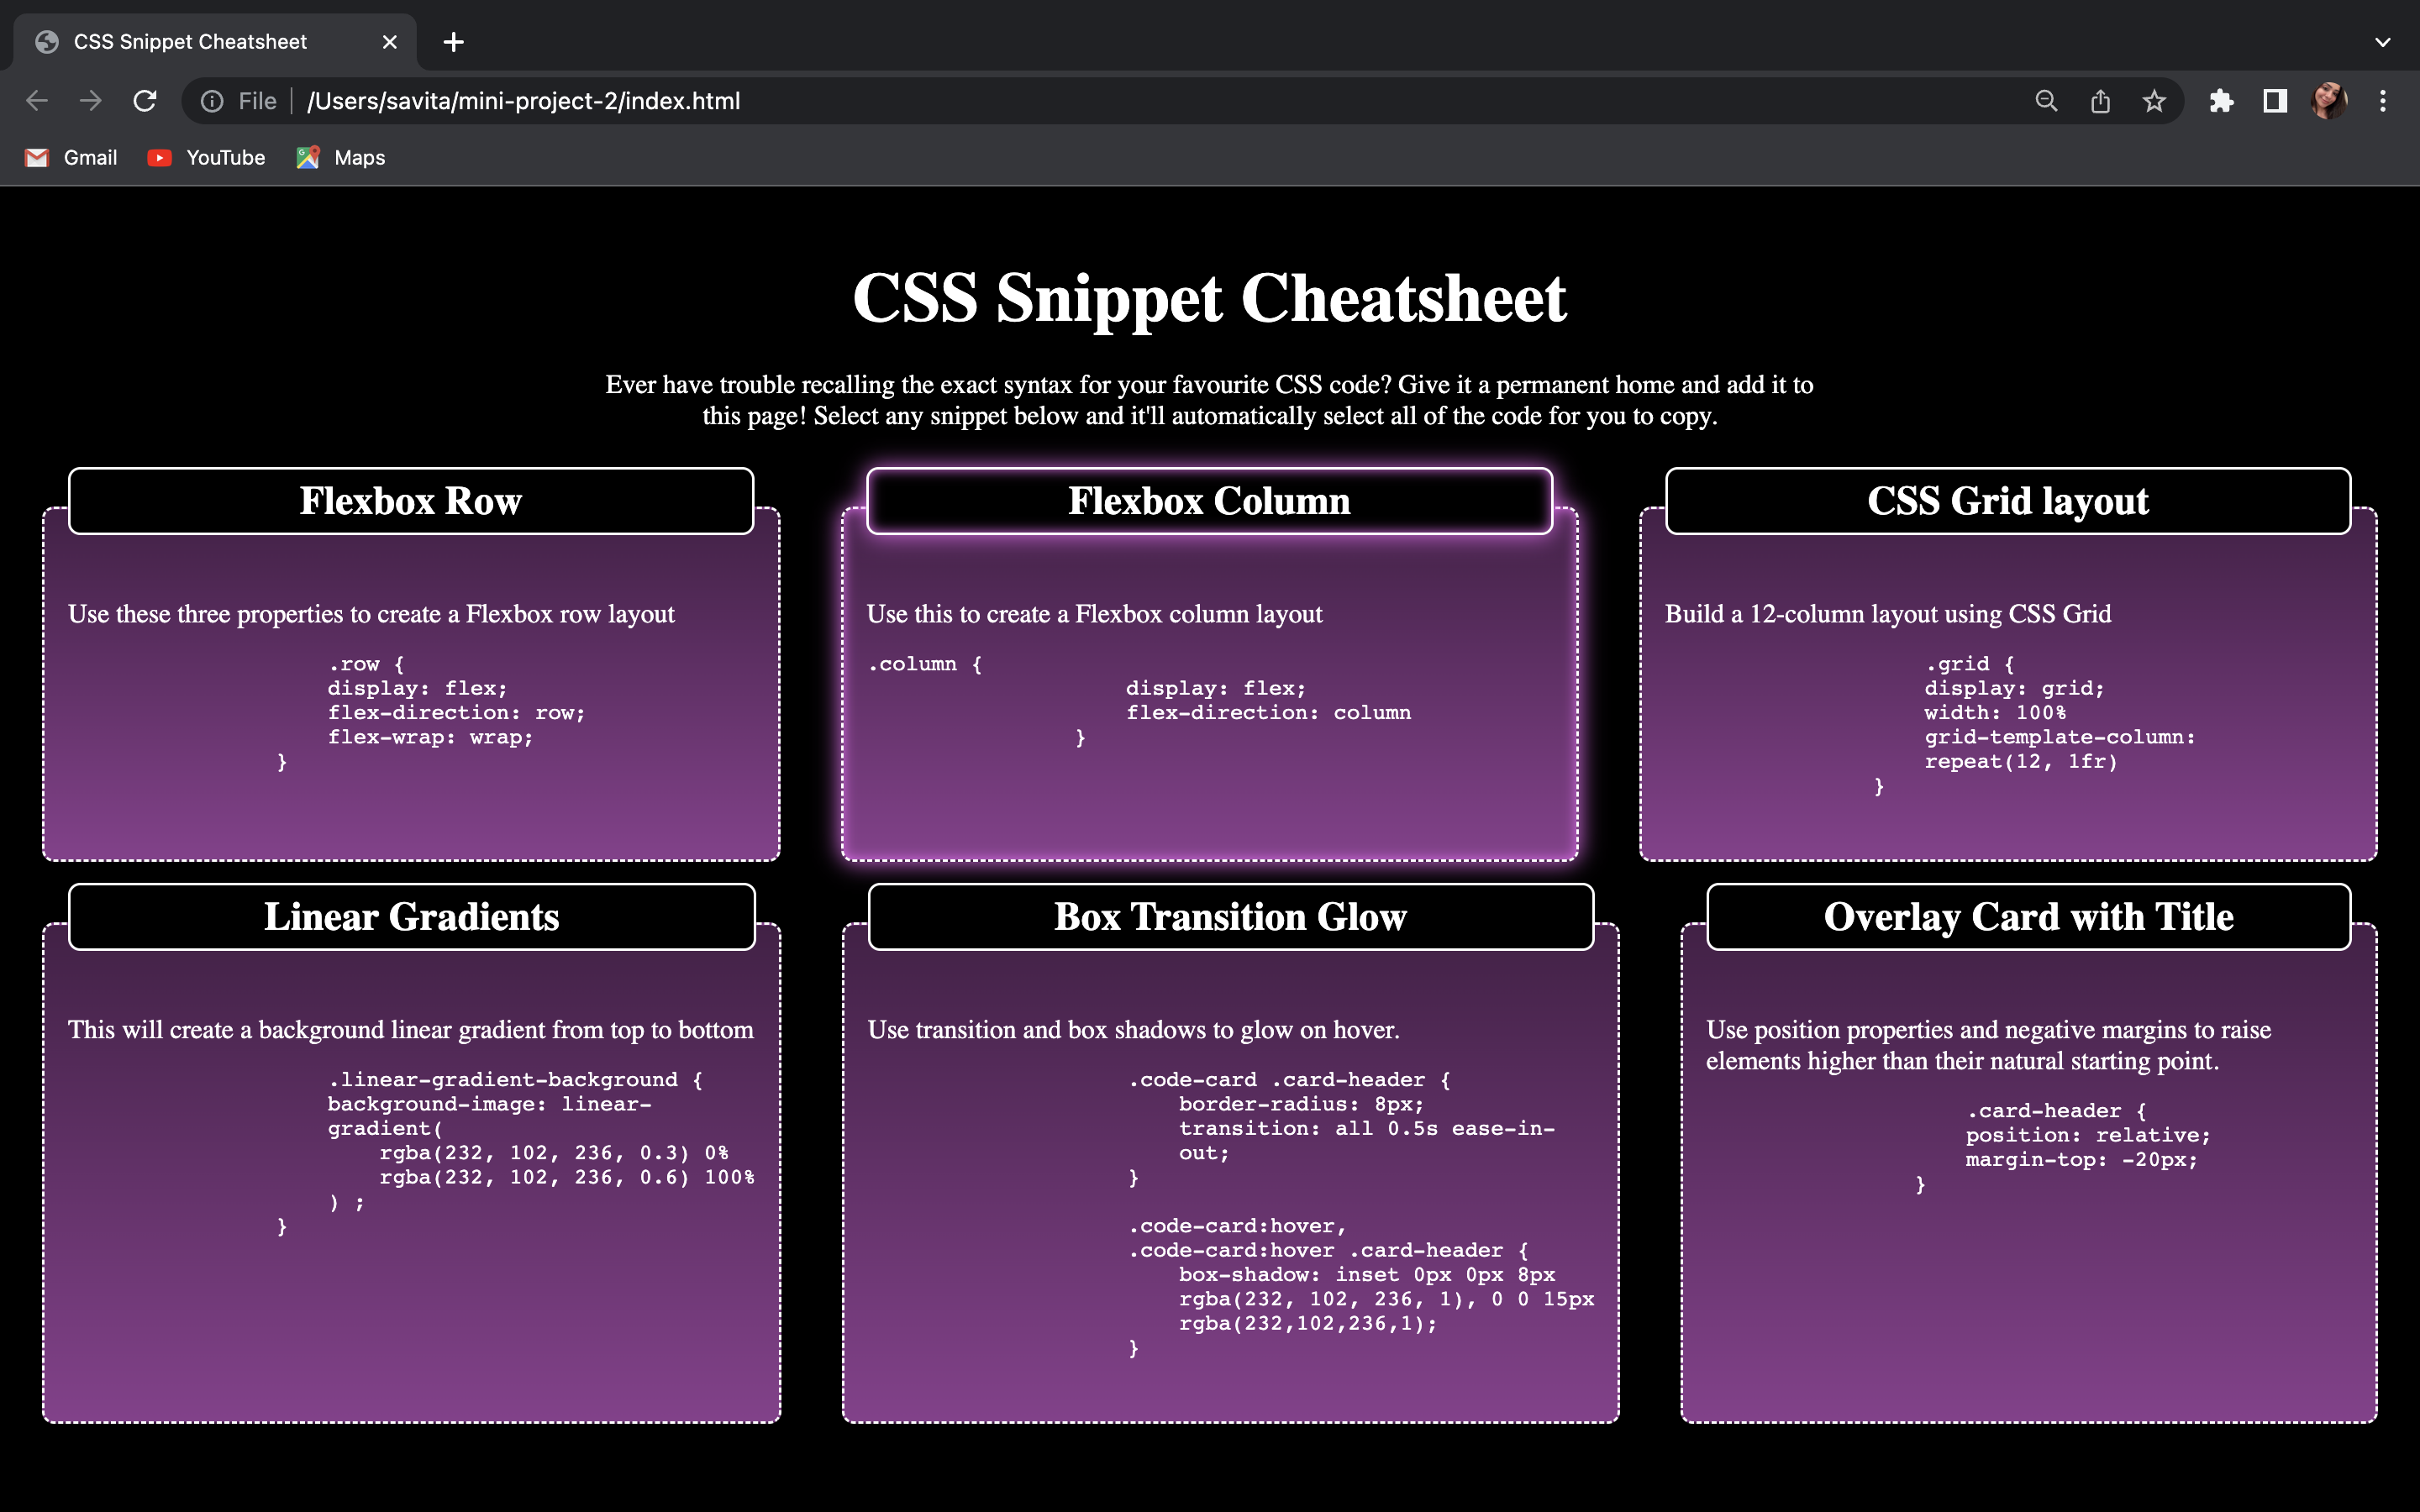 CSS Snippet Cheatsheet
File
/Users/savita/mini-project-2/index.html
Gmail
YouTube
Maps
CSS Snippet Cheatsheet
Ever have trouble recalling the exact syntax for your favourite CSS code? Give it a permanent home and add it to
this page! Select any snippet below and it'll automatically select all of the code for you to copy.
Flexbox Row
Use these three properties to create a Flexbox row layout
.row {
display: flex;
flex-direction: row;
flex-wrap: wrap;
}
Flexbox Column
Use this to create a Flexbox column layout
.column {
display: flex;
flex-direction: column
}
CSS Grid layout
Build a 12-column layout using CSS Grid
.grid {
display: grid;
width: 100%
grid-template-column:
repeat(12, 1fr)
}
Linear Gradients
This will create a background linear gradient from top to bottom
.linear-gradient-background {
background-image: linear-
gradient(
rgba(232, 102, 236, 0.3) 0%
rgba(232, 102, 236, 0.6) 100%
) ;
}
Box Transition Glow
Use transition and box shadows to glow on hover.
.code-card .card-header {
border-radius: 8px;
transition: all 0.5s ease-in-
out;
}
.code-card:hover,
.code-card:hover .card-header {
box-shadow: inset 0px 0px 8px
rgba(232, 102, 236, 1), 0 0 15px
rgba(232,102,236,1);
}
Overlay Card with Title
Use position properties and negative margins to raise
elements higher than their natural starting point.
.card-header {
position: relative;
margin-top: -20px;
}